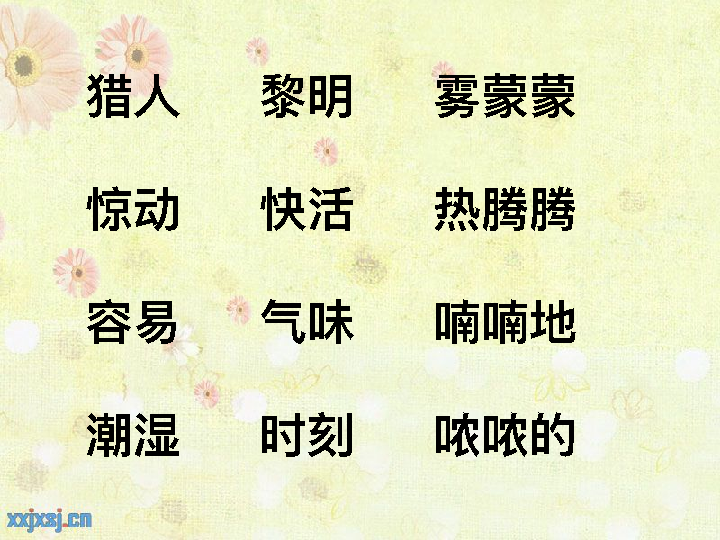 猎人 黎明 雾蒙蒙
惊动 快活 热腾腾
容易 气味 喃喃地
潮湿 时刻 哝哝的
xxjxsj.cn